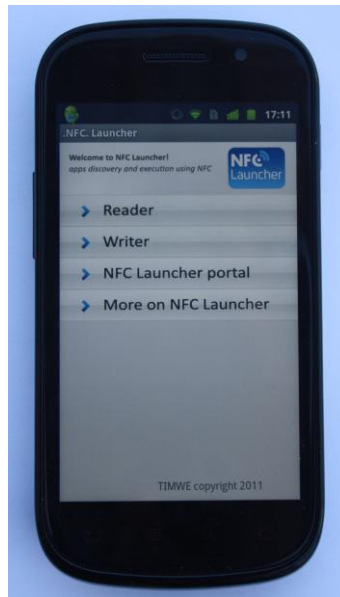 17:11
.NFC. Launcher
Welcome to NFC Launcher!
apps discovery and execution using NFC
NFC
Launcher
Reader
Writer
NFC Launcher portal
More on NFC Launcher
TIMWE copyright 2011